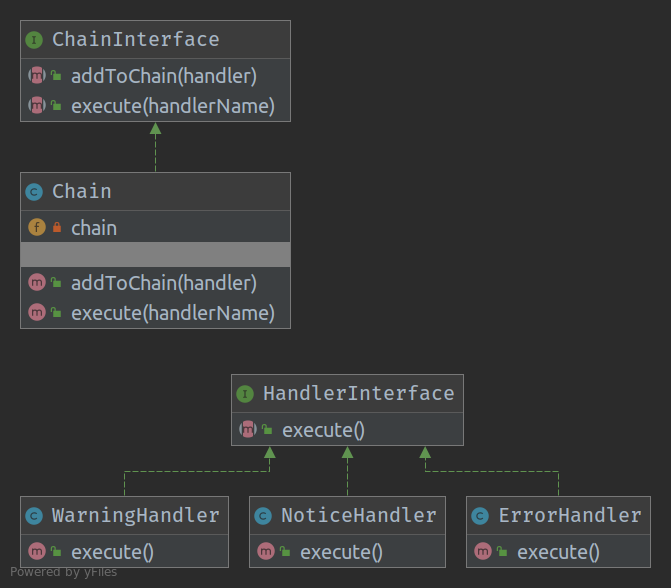 ChainInterface
addToChain(handler)
execute(handlerName)
Chain
chain
addToChain(handler)
execute(handlerName)
HandlerInterface
execute()
WarningHandler
execute()
NoticeHandler
execute()
ErrorHandler
execute()
Powered by yFiles